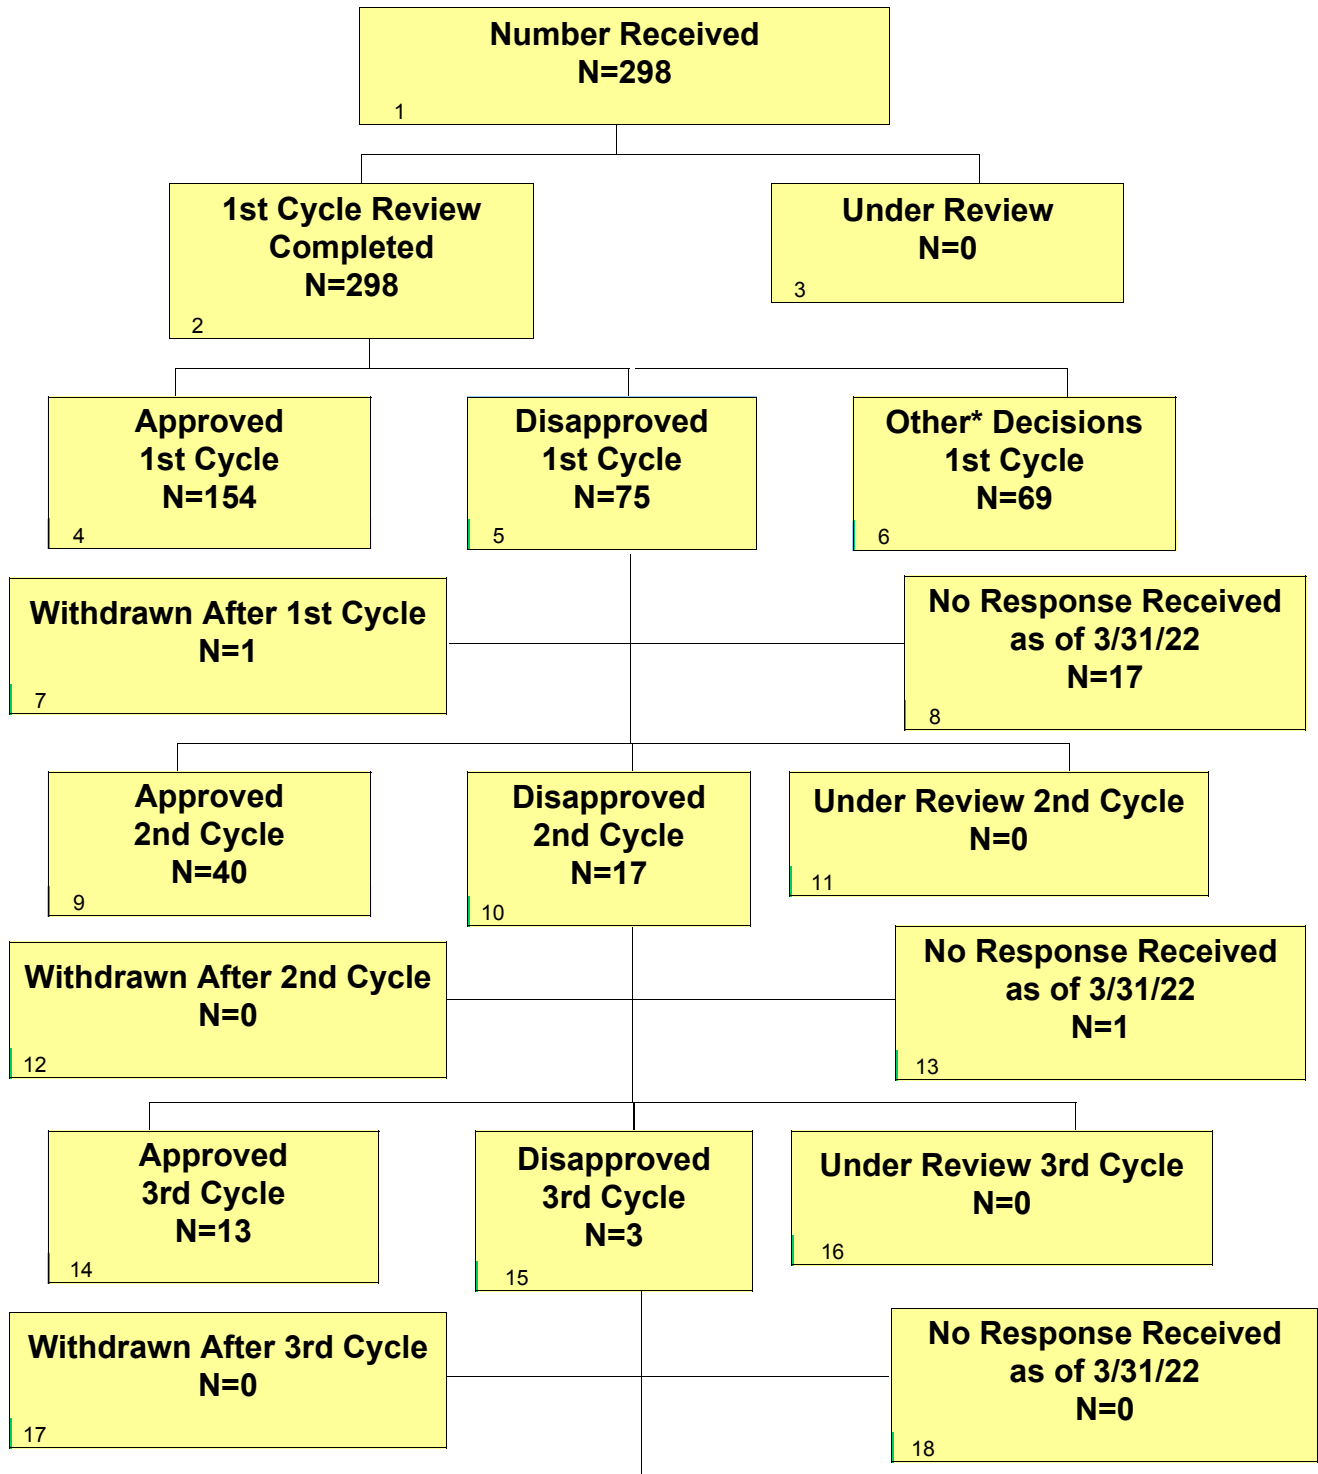 Number Received
N=298
1
1st Cycle Review
Completed
N=298
2
Under Review
N=0
3
Approved
1st Cycle
N=154
4
Disapproved
1st Cycle
N=75
5
Other* Decisions
1st Cycle
N=69
6
Withdrawn After 1st Cycle
N=1
7
No Response Received
as of 3/31/22
N=17
8
Approved
2nd Cycle
N=40
9
Disapproved
2nd Cycle
N=17
10
Under Review 2nd Cycle
N=0
11
Withdrawn After 2nd Cycle
N=0
12
No Response Received
as of 3/31/22
N=1
13
Approved
3rd Cycle
N=13
14
Disapproved
3rd Cycle
N=3
15
Under Review 3rd Cycle
N=0
16
Withdrawn After 3rd Cycle
N=0
17
No Response Received
as of 3/31/22
N=0
18